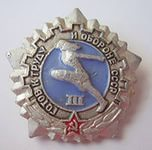 ГОТОВ К ТРУДУ И ОБОРОНЕ СССР
III